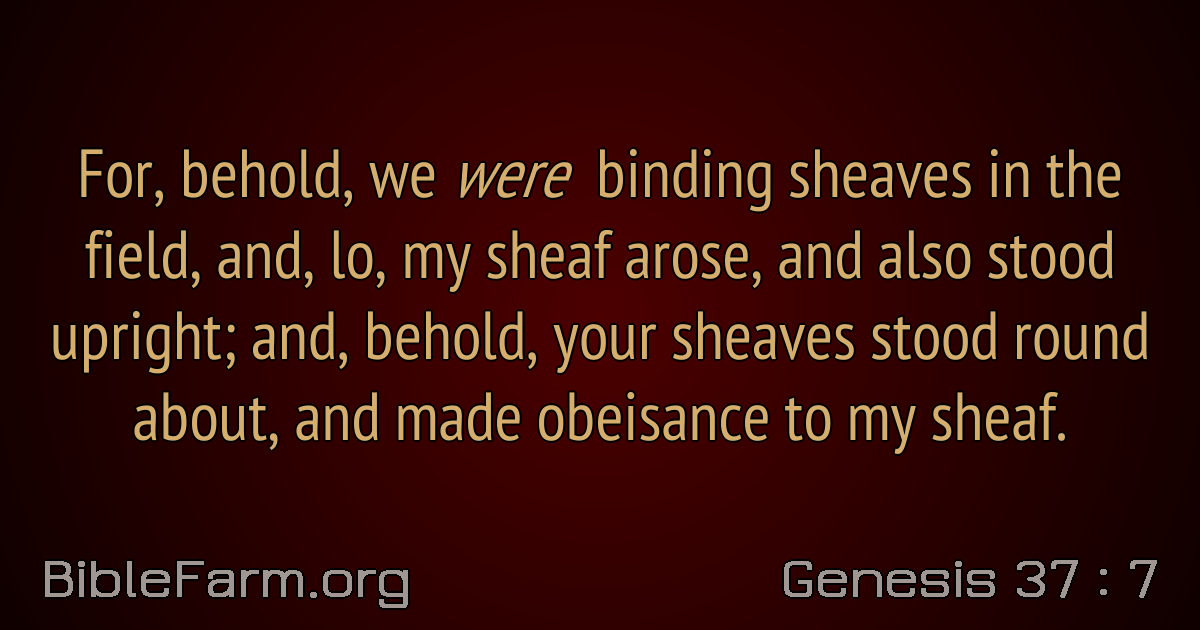 For, behold, we were binding sheaves in the
field, and, lo, my sheaf arose, and also stood
upright; and, behold, your sheaves stood round
about, and made obeisance to my sheaf.
BibleFarm.org
Genesis 37 : 7